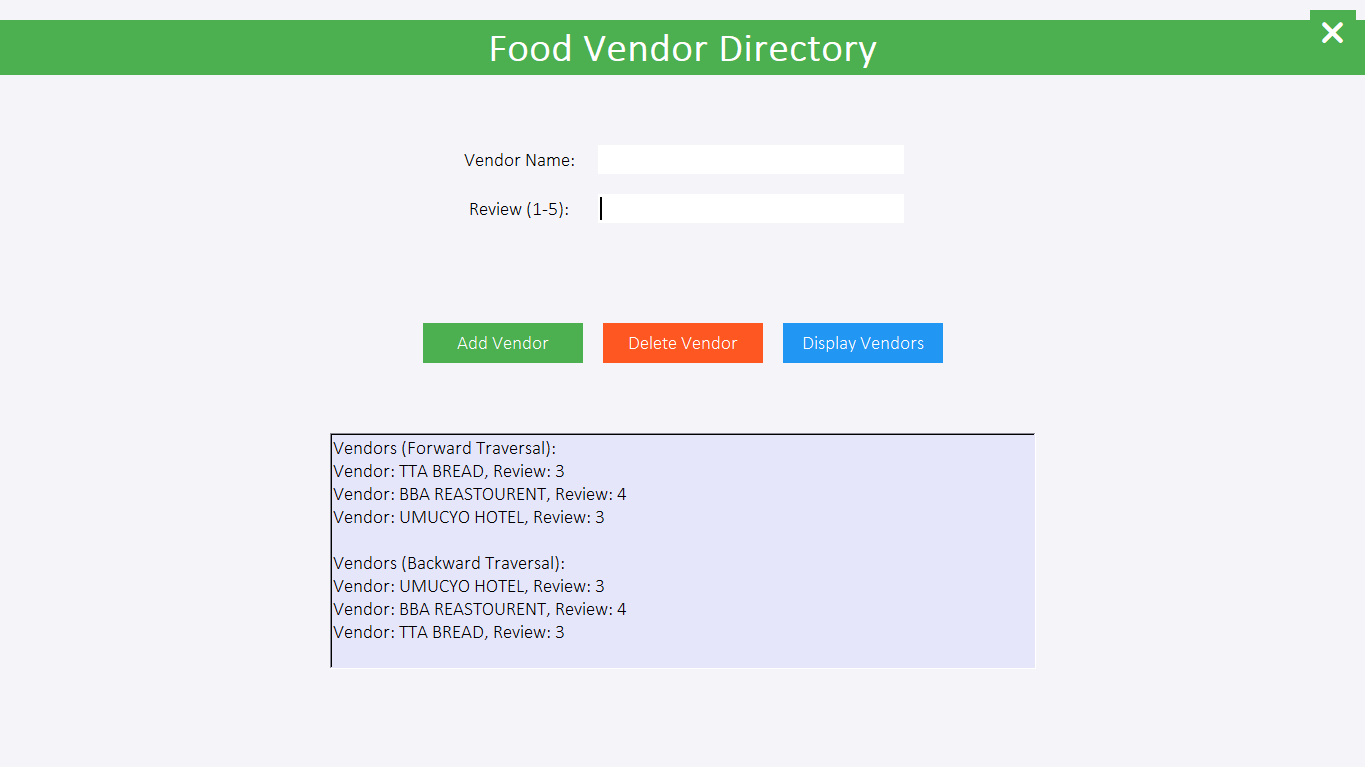 Food Vendor Directory
Vendor Name:
Review (1-5):
Add Vendor
Delete Vendor
Display Vendors
Vendors (Forward Traversal):
Vendor: TTA BREAD, Review: 3
Vendor: BBA REASTOURENT, Review: 4
Vendor: UMUCYO HOTEL, Review: 3
Vendors (Backward Traversal):
Vendor: UMUCYO HOTEL, Review: 3
Vendor: BBA REASTOURENT, Review: 4
Vendor: TTA BREAD, Review: 3